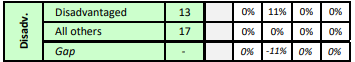 Disadv.
Disadvantaged 13 0% 11% 0% 0%
All others 17 0% 0% 0% 0%
Gap - 0% -11% 0% 0%